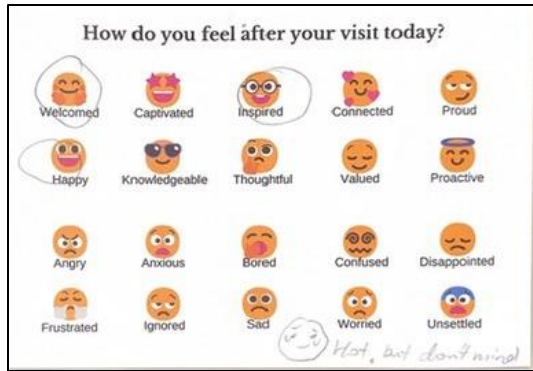 How do you feel after your visit today?
Welcomed Captivated Inspired Connected Proud
Happy Knowledgeable Thoughtful Valued Proactive
Angry Anxious Bored Confused Disappointed
Frustrated Ignored Sad Worried Unsettled
Hot, but don't mind